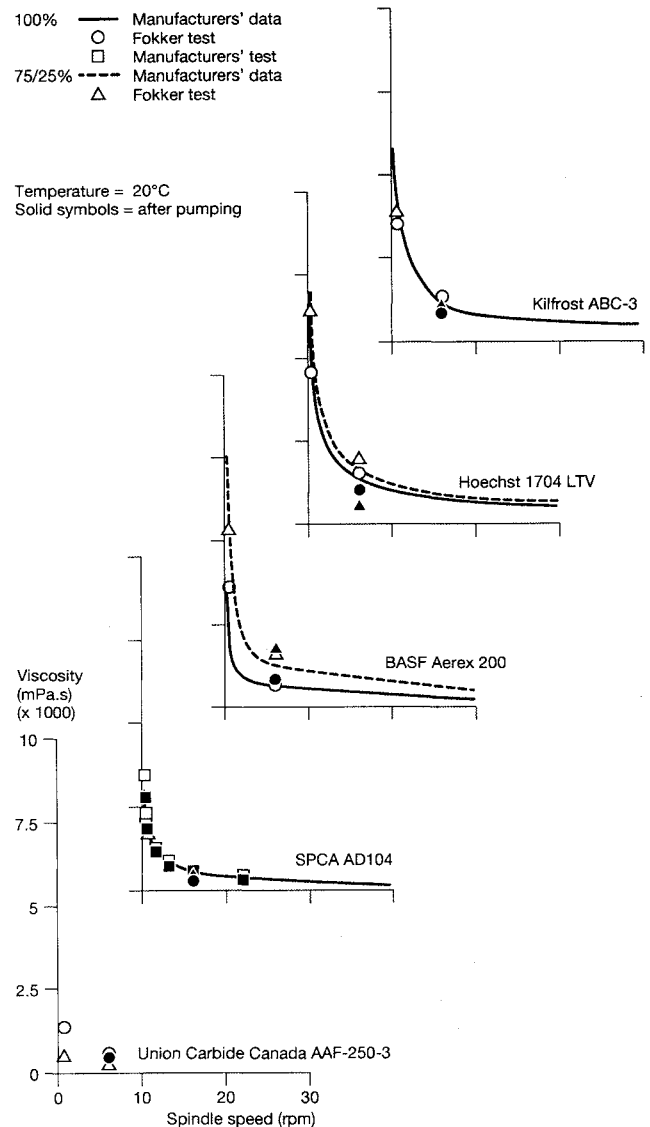 100% Manufacturers' data
Fokker test
Manufacturers' test
75/25% Manufacturers' data
Fokker test
Temperature = 20°C
Solid symbols = after pumping
Kilfrost ABC-3
Hoechst 1704 LTV
BASF Aerex 200
Viscosity
(mPa.s)
(x 1000)
10
SPCA AD104
7.5
5
2.5
Union Carbide Canada AAF-250-3
0
0 10 20 30
Spindle speed (rpm)